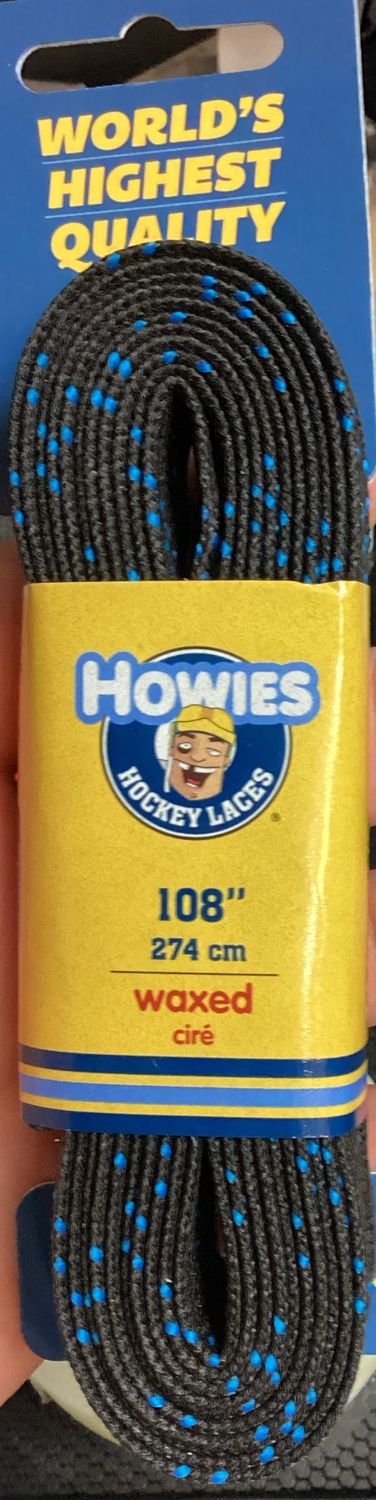 WORLD'S
HIGHEST
QUALITY
HOWIES
HOCKEY LACES
®
108"
274 cm
waxed
ciré